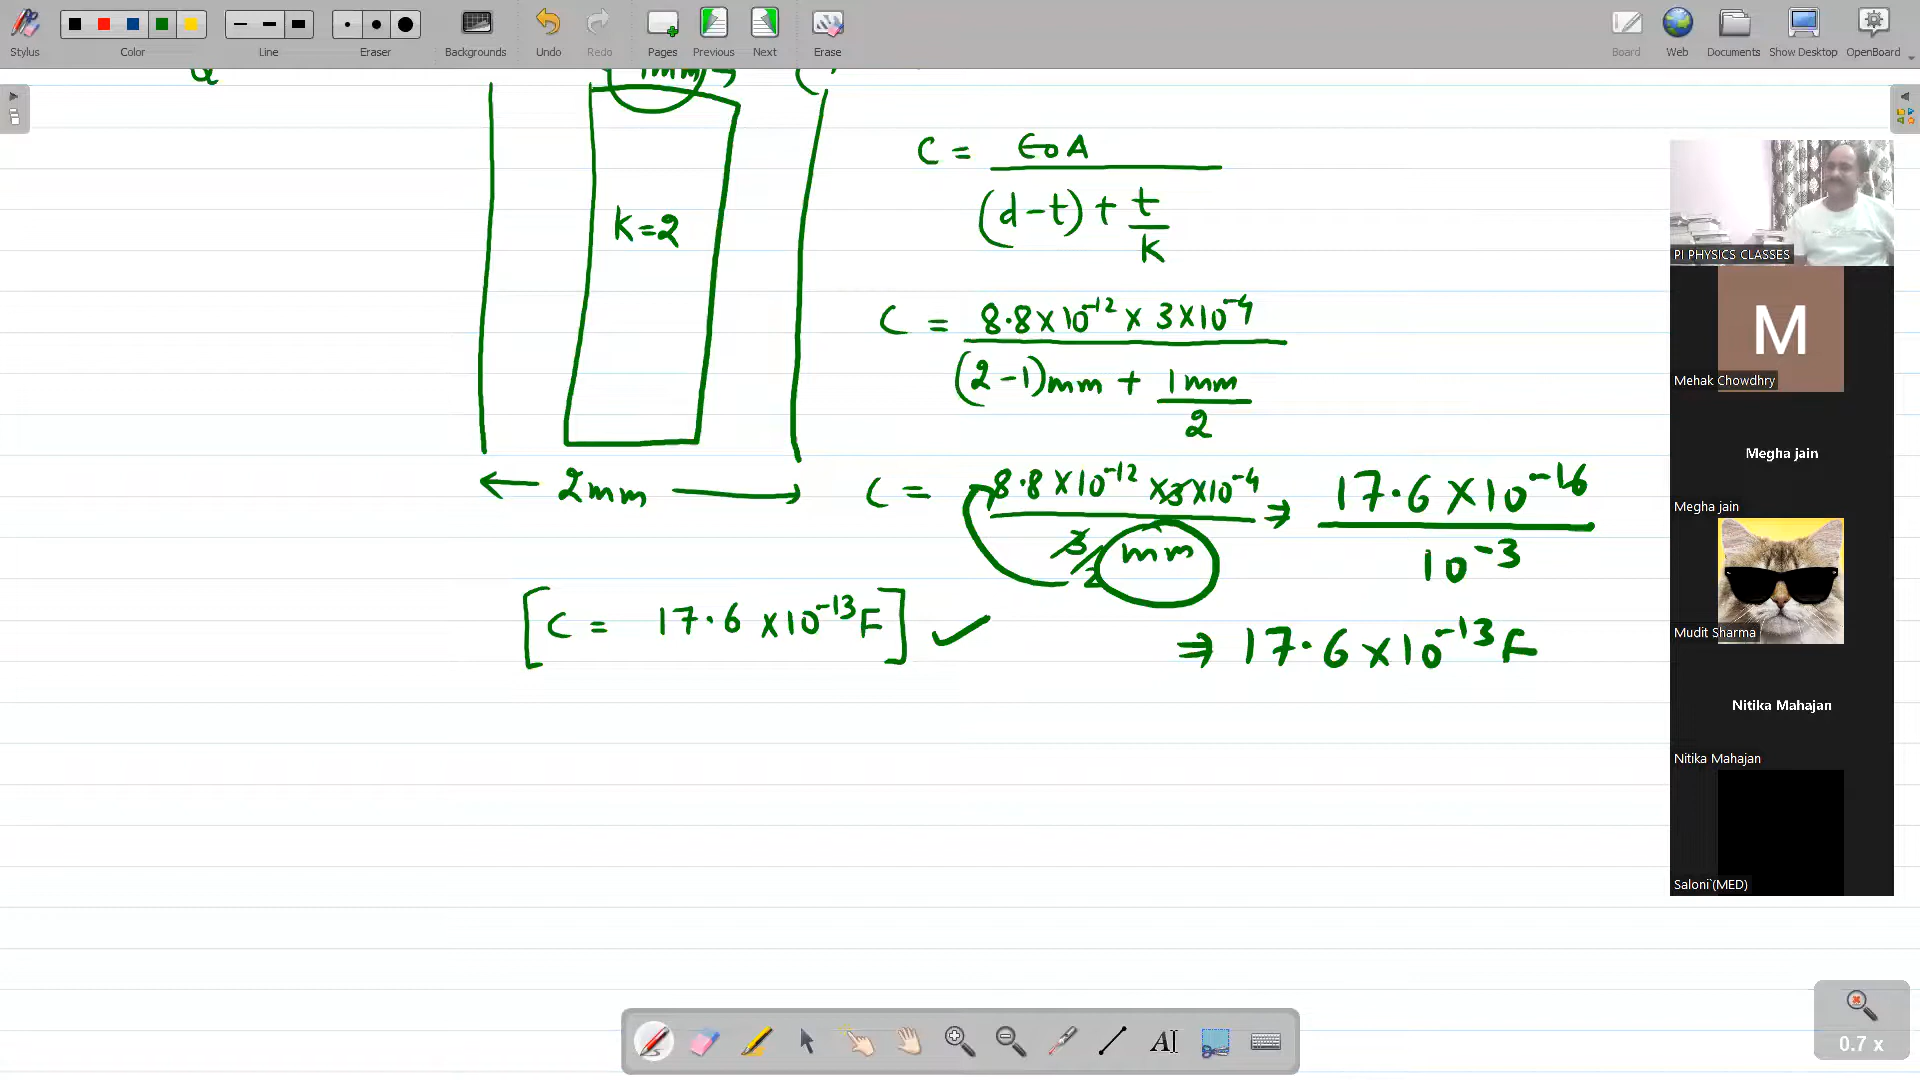 Stylus
Color
Line
Eraser
Backgrounds
Undo
Redo
Pages
Previous
Next
Erase
Board
Web
Documents
Show Desktop
OpenBoard
1mm
K=2
2mm
C = ϵ₀A / ((d-t) + t/K)
C = 8.8×10⁻¹² × 3×10⁻⁴ / ((2-1)mm + 1mm/2)
C = 8.8×10⁻¹² ×3×10⁻⁴ / (3/2 mm) ⇒ 17.6×10⁻¹⁶ / 10⁻³
[C = 17.6×10⁻¹³F] ✓
⇒ 17.6×10⁻¹³F
PI PHYSICS CLASSES
M
Mehak Chowdhry
Megha jain
Megha jain
Mudit Sharma
Nitika Mahajan
Nitika Mahajan
Saloni`(MED)
AI
0.7 x